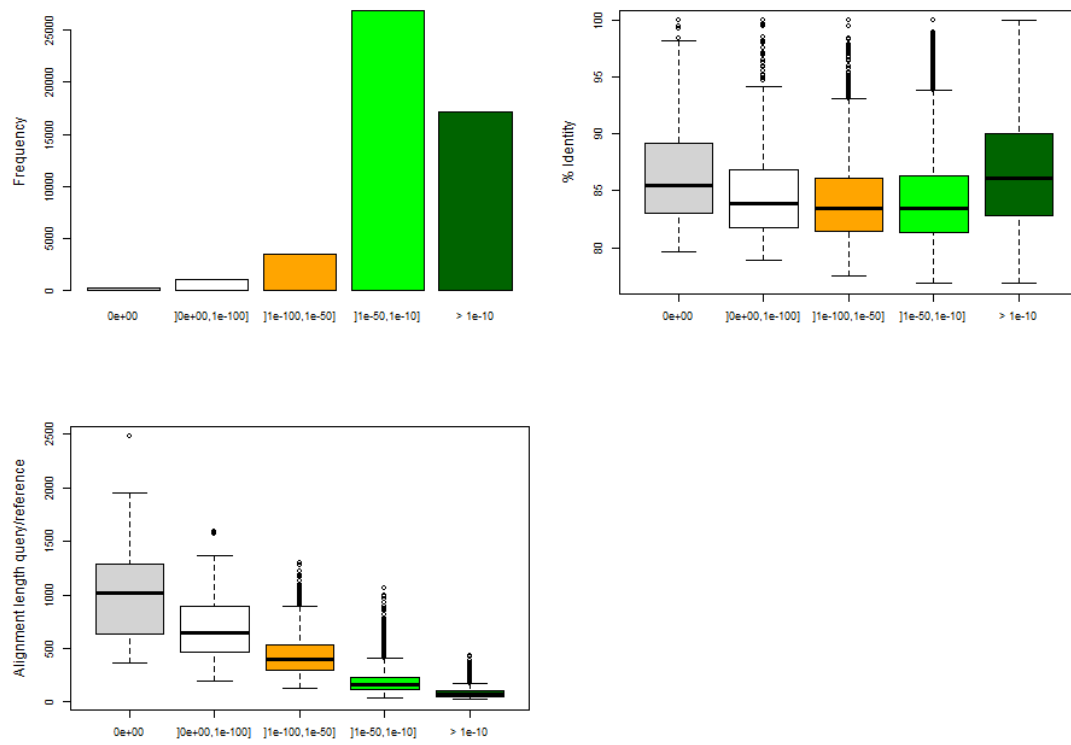 Frequency
25000
20000
15000
10000
5000
0
0e+00 ]0e+00,1e-100] ]1e-100,1e-50] ]1e-50,1e-10] > 1e-10
% Identity
100
95
90
85
80
0e+00 ]0e+00,1e-100] ]1e-100,1e-50] ]1e-50,1e-10] > 1e-10
Alignment length query/reference
2500
2000
1500
1000
500
0
0e+00 ]0e+00,1e-100] ]1e-100,1e-50] ]1e-50,1e-10] > 1e-10